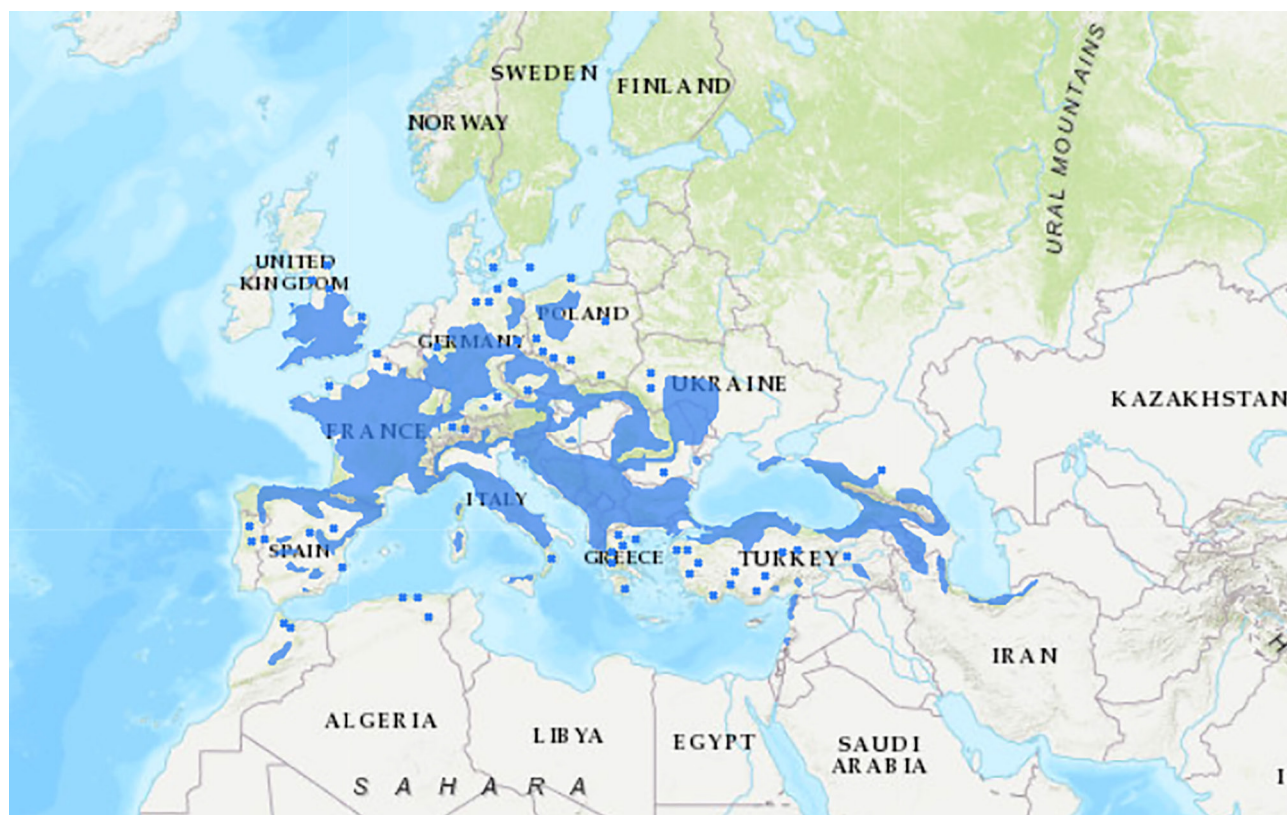 SWEDEN
FINLAND
NORWAY
URAL MOUNTAINS
UNITED
KINGDOM
POLAND
GERMANY
UKRAINE
KAZAKHSTAN
FRANCE
ITALY
SPAIN
GREECE
TURKEY
IRAN
ALGERIA
LIBYA
EGYPT
SAUDI
ARABIA
SAHARA
H
I